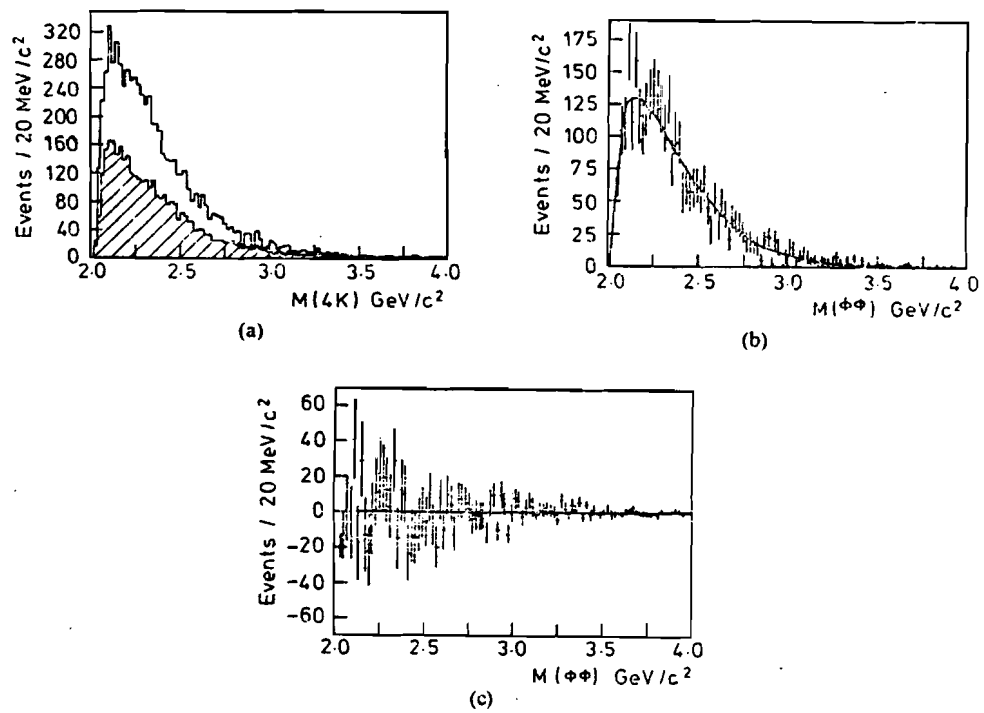 Events / 20 MeV/c²
320
280
240
200
160
120
80
40
0
2.0 2.5 3.0 3.5 4.0
M(4K) GeV/c²
(a)
Events / 20 MeV/c²
175
150
125
100
75
50
25
0
2.0 2.5 3.0 3.5 4.0
M(ΦΦ) GeV/c²
(b)
Events / 20 MeV/c²
60
40
20
0
-20
-40
-60
2.0 2.5 3.0 3.5 4.0
M (ΦΦ) GeV/c²
(c)